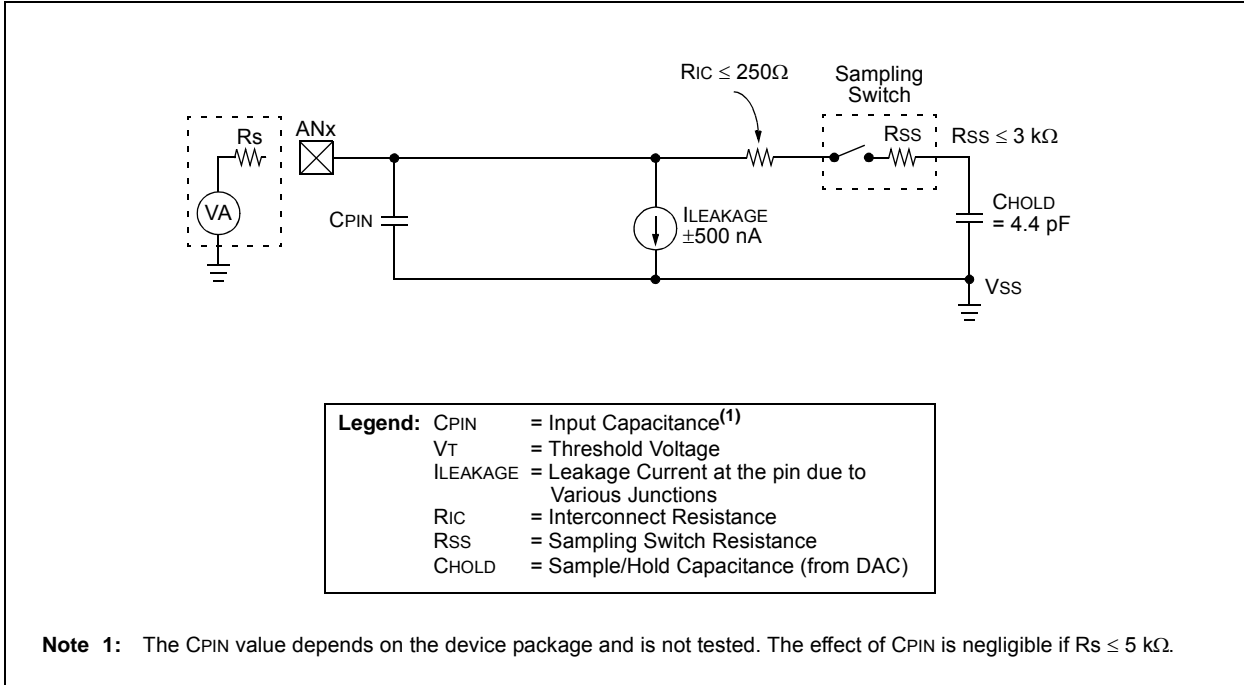 RIC ≤ 250Ω
Sampling
Switch
Rs
ANx
RSS
RSS ≤ 3 kΩ
VA
CPIN
ILEAKAGE
±500 nA
CHOLD
= 4.4 pF
VSS
Legend: CPIN = Input Capacitance(1)
VT = Threshold Voltage
ILEAKAGE = Leakage Current at the pin due to
Various Junctions
RIC = Interconnect Resistance
RSS = Sampling Switch Resistance
CHOLD = Sample/Hold Capacitance (from DAC)
Note 1: The CPIN value depends on the device package and is not tested. The effect of CPIN is negligible if Rs ≤ 5 kΩ.